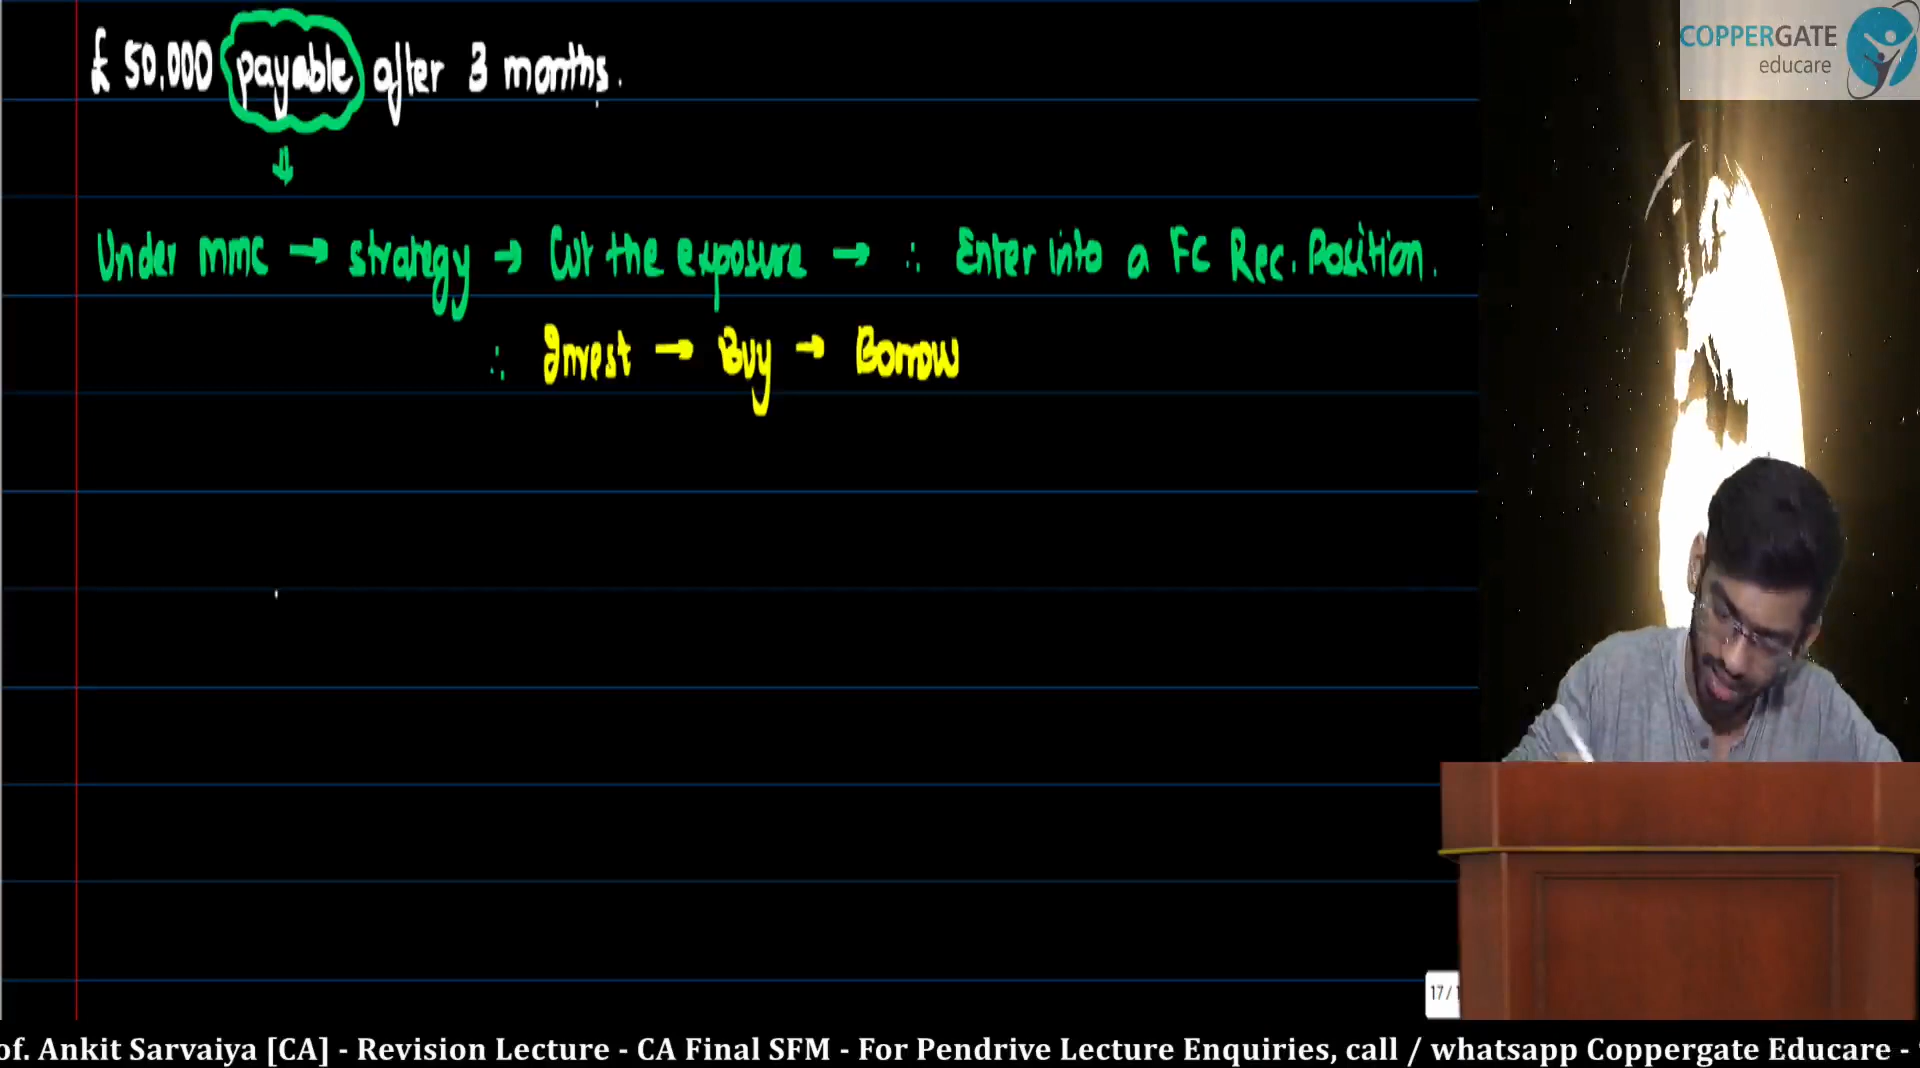 £ 50,000 payable after 3 months.
COPPERGATE
educare
Under MMC → strategy → Cut the exposure → ∴ Enter into a FC Rec. Position.
∴ Invest → Buy → Borrow
17/1
of. Ankit Sarvaiya [CA] - Revision Lecture - CA Final SFM - For Pendrive Lecture Enquiries, call / whatsapp Coppergate Educare -